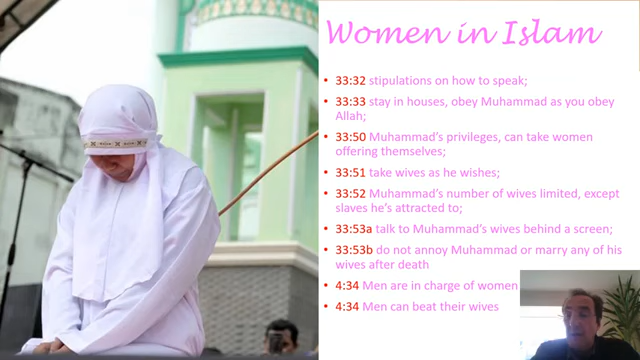 Women in Islam
• 33:32 stipulations on how to speak;
• 33:33 stay in houses, obey Muhammad as you obey
Allah;
• 33:50 Muhammad's privileges, can take women
offering themselves;
• 33:51 take wives as he wishes;
• 33:52 Muhammad's number of wives limited, except
slaves he's attracted to;
• 33:53a talk to Muhammad's wives behind a screen;
• 33:53b do not annoy Muhammad or marry any of his
wives after death
• 4:34 Men are in charge of women
• 4:34 Men can beat their wives